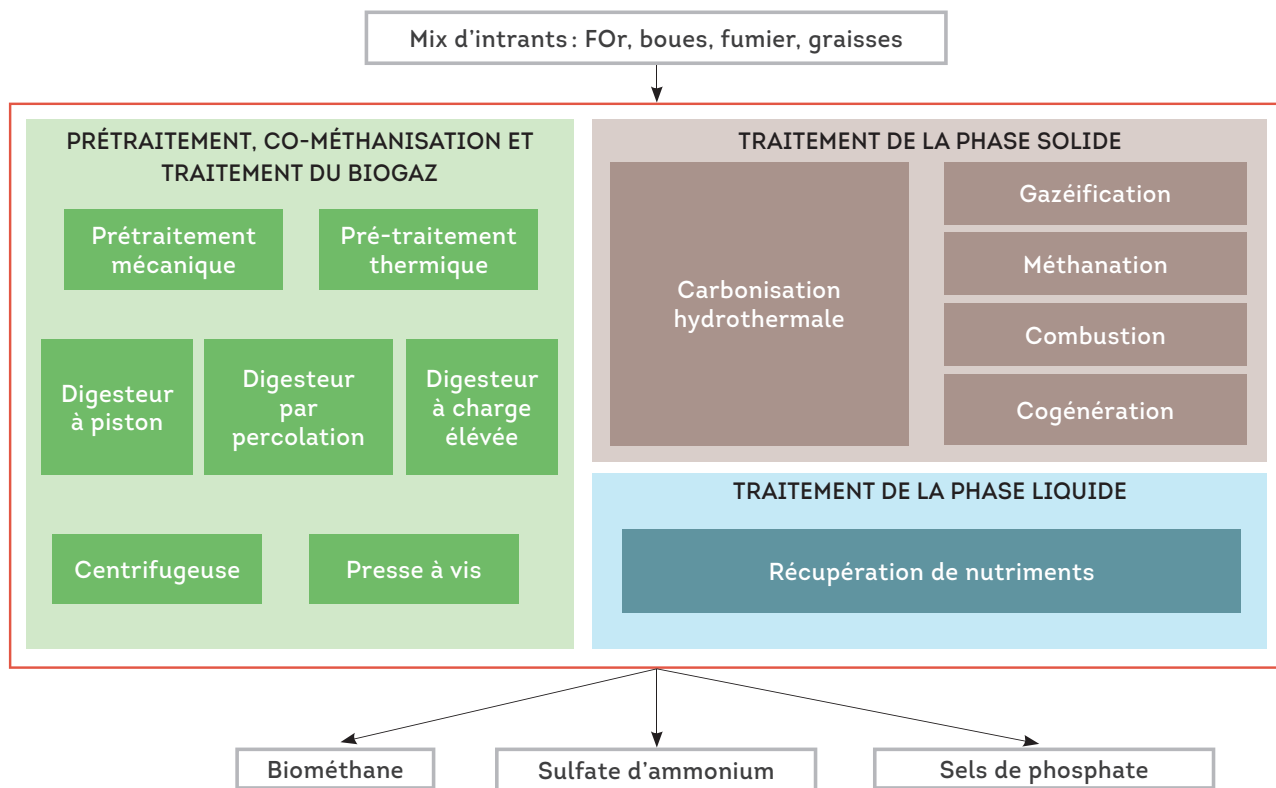 Mix d'intrants : FOr, boues, fumier, graisses
PRÉTRAITEMENT, CO-MÉTHANISATION ET
TRAITEMENT DU BIOGAZ
Prétraitement
mécanique
Pré-traitement
thermique
Digesteur
à piston
Digesteur
par
percolation
Digesteur
à charge
élévée
Centrifugeuse
Presse à vis
TRAITEMENT DE LA PHASE SOLIDE
Carbonisation
hydrothermale
Gazéification
Méthanation
Combustion
Cogénération
TRAITEMENT DE LA PHASE LIQUIDE
Récupération de nutriments
Biométhane
Sulfate d'ammonium
Sels de phosphate